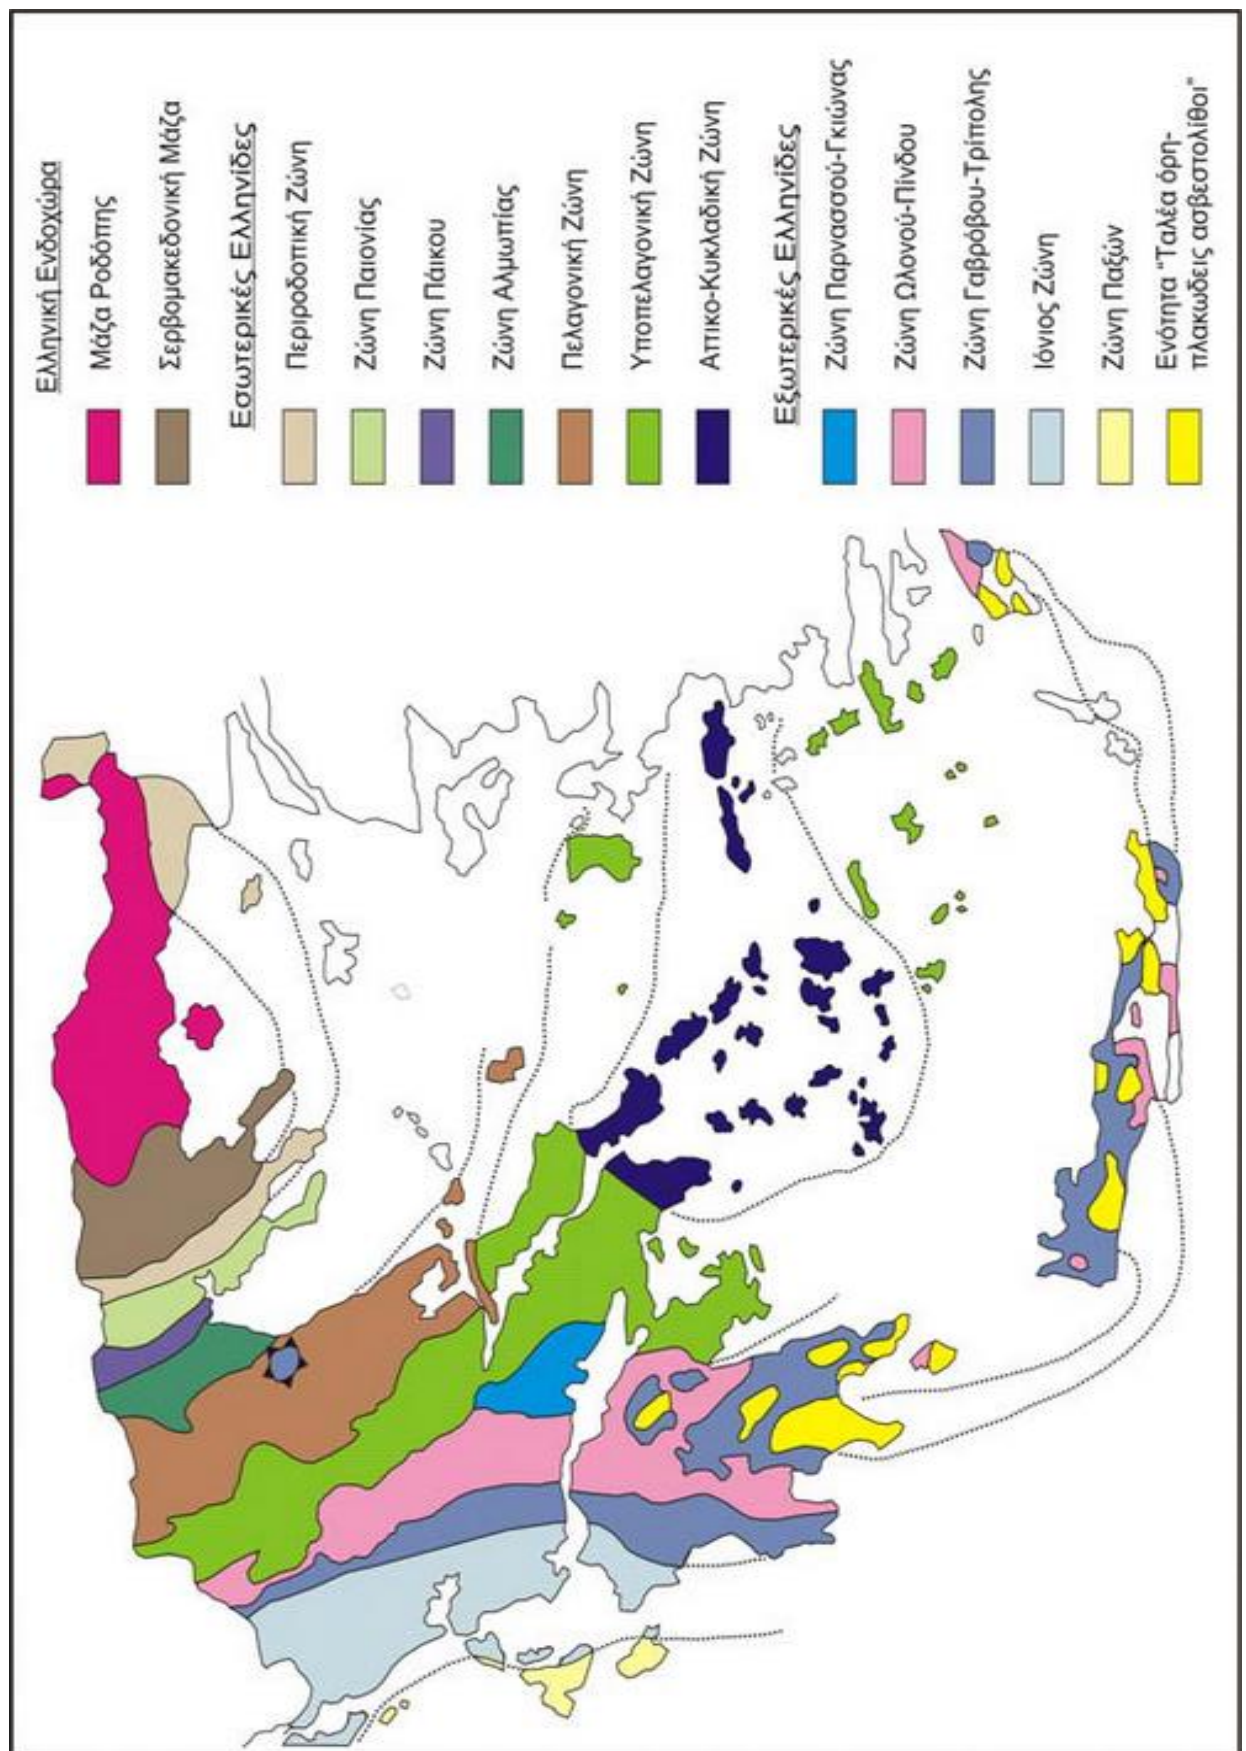 Ελληνική Ενδοχώρα
Μάζα Ροδόπης
Σερβομακεδονική Μάζα
Εσωτερικές Ελληνίδες
Περιροδοπική Ζώνη
Ζώνη Παιονίας
Ζώνη Πάικου
Ζώνη Αλμωπίας
Πελαγονική Ζώνη
Υποπελαγονική Ζώνη
Αττικο-Κυκλαδική Ζώνη
Εξωτερικές Ελληνίδες
Ζώνη Παρνασσού-Γκιώνας
Ζώνη Ωλονού-Πίνδου
Ζώνη Γαβρόβου-Τρίπολης
Ιόνιος Ζώνη
Ζώνη Παξών
Ενότητα "Ταλέα όρη-
πλακώδεις ασβεστολίθοι"